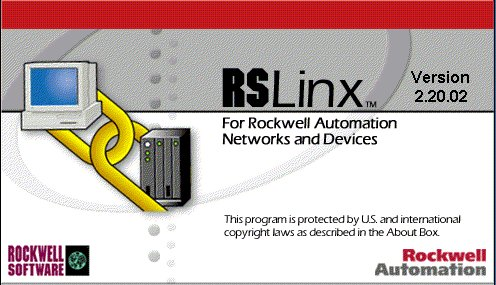 RSLinx™
Version
2.20.02
For Rockwell Automation
Networks and Devices
This program is protected by U.S. and international
copyright laws as described in the About Box.
ROCKWELL
SOFTWARE
Rockwell
Automation